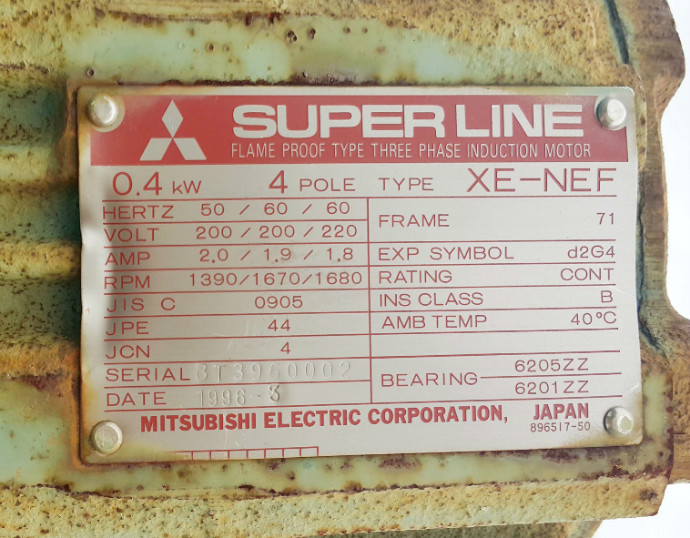 SUPER LINE
FLAME PROOF TYPE THREE PHASE INDUCTION MOTOR
0.4 kW 4 POLE TYPE XE-NEF
HERTZ 50 / 60 / 60
VOLT 200 / 200 / 220
FRAME 71
AMP 2.0 / 1.9 / 1.8
EXP SYMBOL d2G4
RPM 1390/1670/1680
RATING CONT
JIS C 0905
INS CLASS B
JPE 44
AMB TEMP 40°C
JCN 4
SERIAL
BEARING 6205ZZ
6201ZZ
DATE 1996 - 3
MITSUBISHI ELECTRIC CORPORATION, JAPAN
896517-50